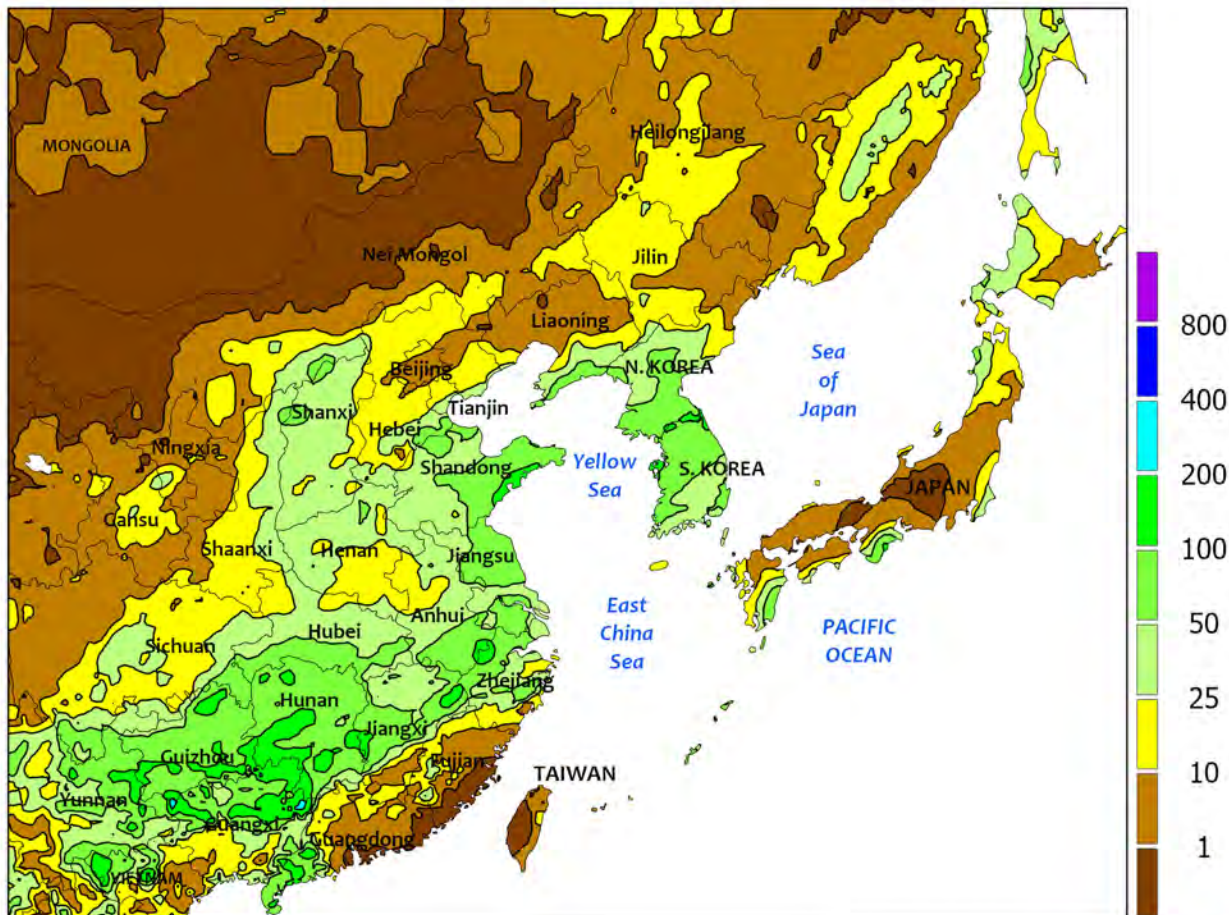 Heilongjiang
MONGOLIA
Nei Mongol
Jilin
Liaoning
Beijing
N. KOREA
Sea
of
Japan
Shanxi
Tianjin
Hebei
Ningxia
Shandong
Yellow
Sea
S. KOREA
JAPAN
Gansu
Shaanxi
Henan
Jiangsu
Anhui
East
China
Sea
Hubei
PACIFIC
OCEAN
Sichuan
Zhejiang
Hunan
Jiangxi
Guizhou
Fujian
TAIWAN
Yunnan
Guangxi
Guangdong
VIETNAM
800
400
200
100
50
25
10
1